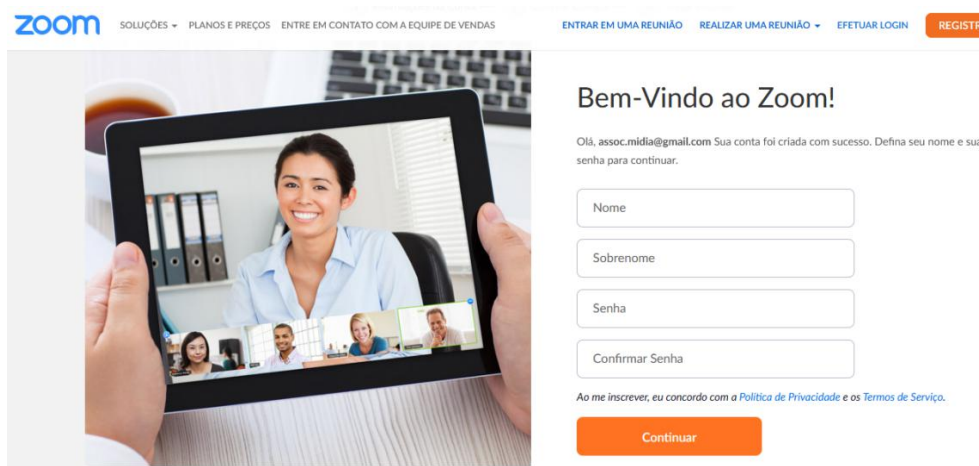 zoom
SOLUÇÕES PLANOS E PREÇOS ENTRE EM CONTATO COM A EQUIPE DE VENDAS ENTRAR EM UMA REUNIÃO REALIZAR UMA REUNIÃO EFETUAR LOGIN REGISTR
Bem-Vindo ao Zoom!
Olá, assoc.midia@gmail.com Sua conta foi criada com sucesso. Defina seu nome e sua
senha para continuar.
Nome
Sobrenome
Senha
Confirmar Senha
Ao me inscrever, eu concordo com a Política de Privacidade e os Termos de Serviço.
Continuar